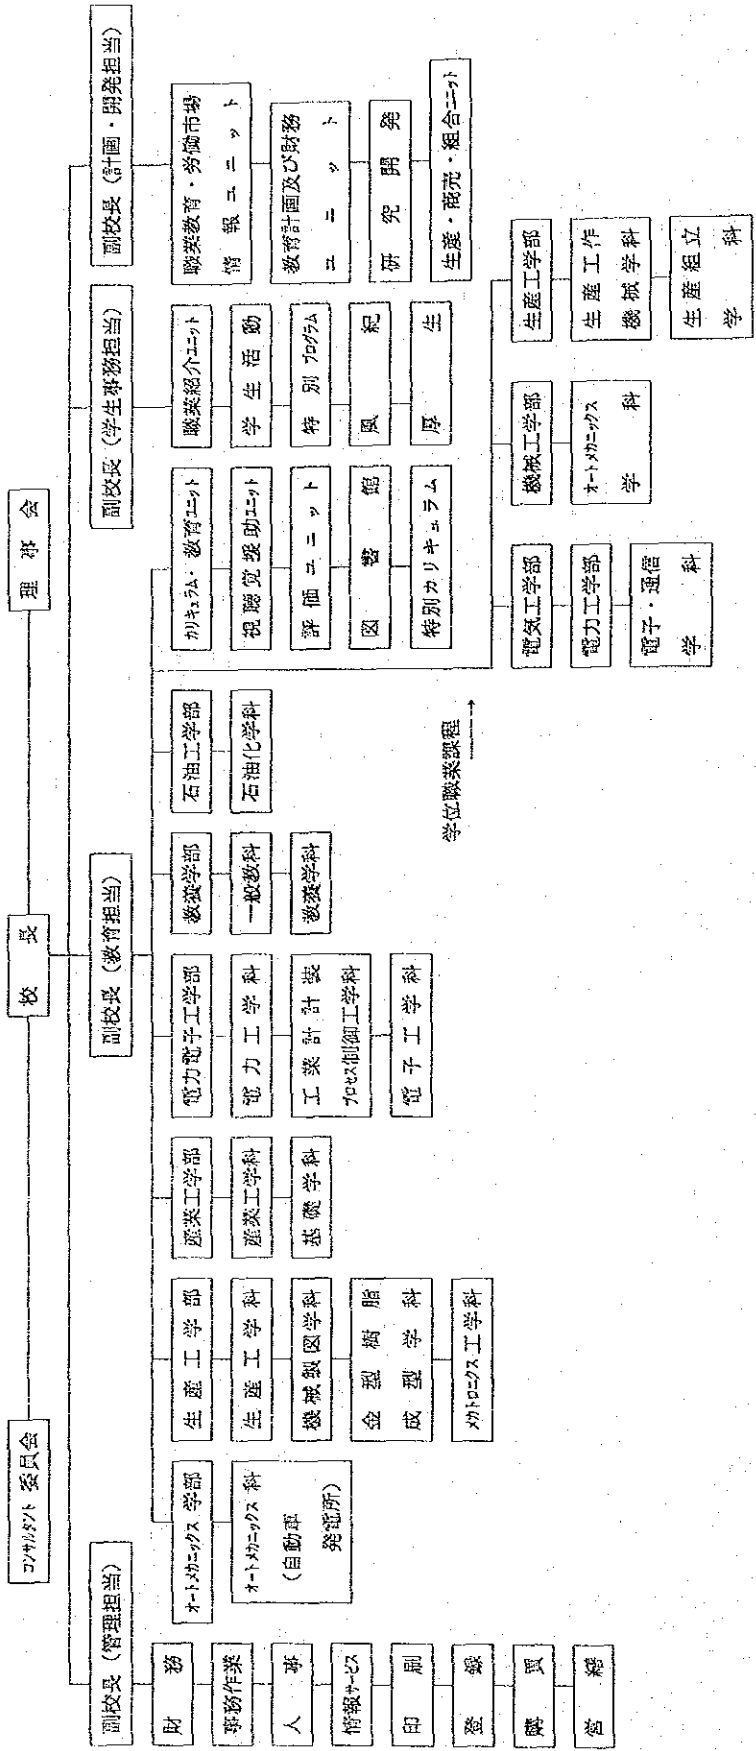 コンサルタント 委員会
校長
理事会
副校長 (管理担当)
副校長 (教育担当)
副校長 (学生事務担当)
副校長 (計画・開発担当)
財務
事務作業
人事
情報サービス
印刷
登録
購買
営繕
オートメカニックス 学部
オートメカニックス 科
(自動車
発電所)
生産工学部
生産工学科
機械製図学科
金型樹脂
成型学科
メカトロニクス工学科
産業工学部
産業工学科
基礎学科
電力電子工学部
電力工学科
工業計計装
プロセス制御工学科
電子工学科
教養学部
一般教科
教養学科
石油工学部
石油化学科
カリキュラム・教育ユニット
視聴覚援助ユニット
評価ユニット
図書館
特別カリキュラム
職業紹介ユニット
学生活動
特別プログラム
風紀
厚生
職業教育・労働市場
情報ユニット
教育計画及び財務
ユニット
研究開発
生産・商売・組合ユニット
学位職業課程
→
電気工学部
電力工学部
電子・通信
学科
機械工学部
オートメカニックス
学科
生産工学部
生産工作
機械学科
生産組立
学科